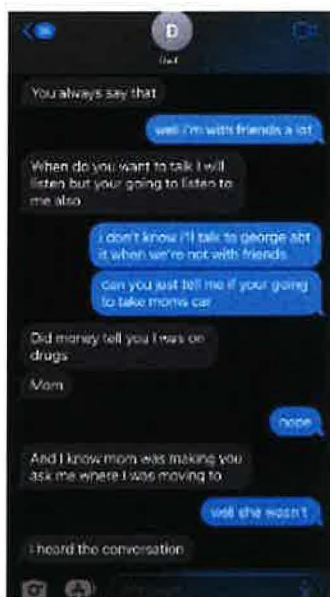 D
Dad
You always say that
well i'm with friends a lot
When do you want to talk I will
listen but your going to listen to
me also
i don't know i'll talk to george abt
it when we're not with friends
can you just tell me if your going
to take moms car
Did money tell you I was on
drugs
Mom
nope
And I know mom was making you
ask me where I was moving to
well she wasn't
I heard the conversation